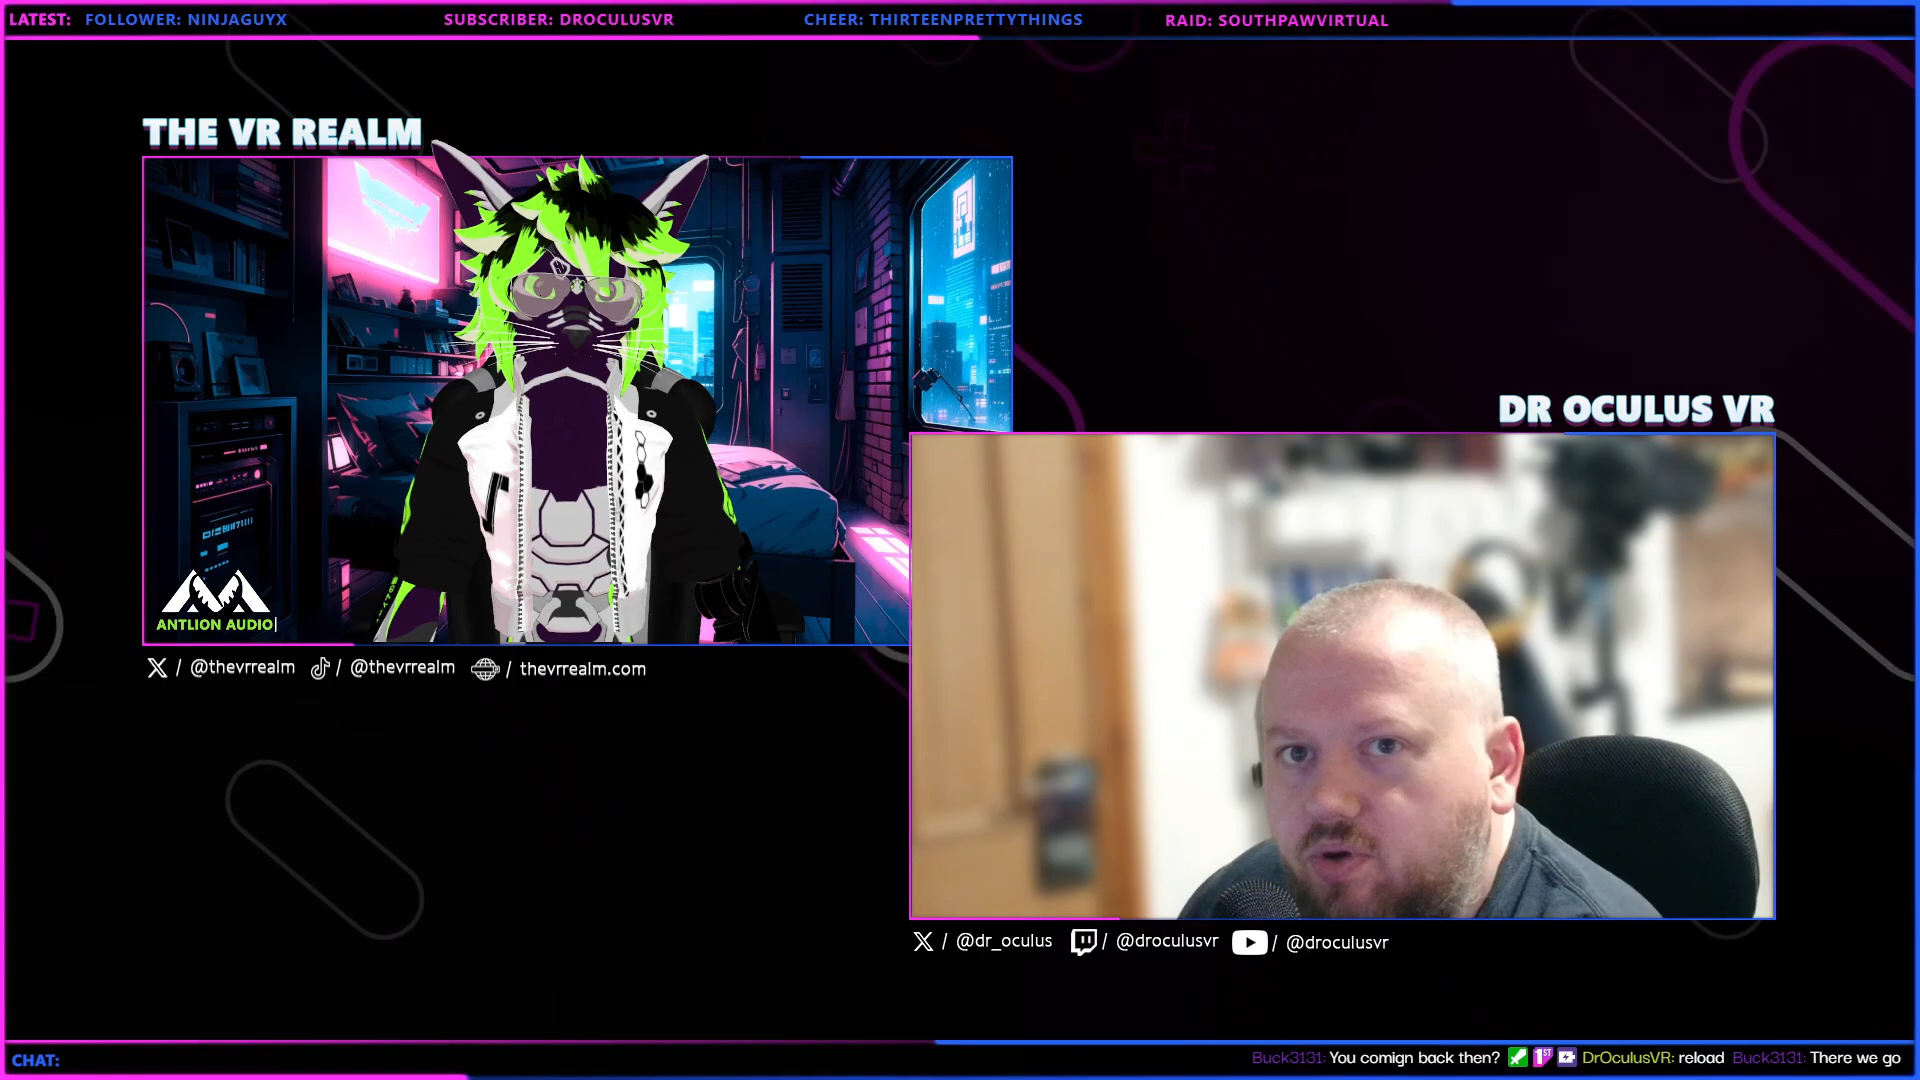 LATEST: FOLLOWER: NINJAGUYX SUBSCRIBER: DROCULUSVR CHEER: THIRTEENPRETTYTHINGS RAID: SOUTHPAWVIRTUAL
THE VR REALM
ANTLION AUDIO
X / @thevrrealm / @thevrrealm / thevrrealm.com
DR OCULUS VR
X / @dr_oculus / @droculusvr / @droculusvr
CHAT: Buck3131: You comign back then? 1ST DrOculusVR: reload Buck3131: There we go